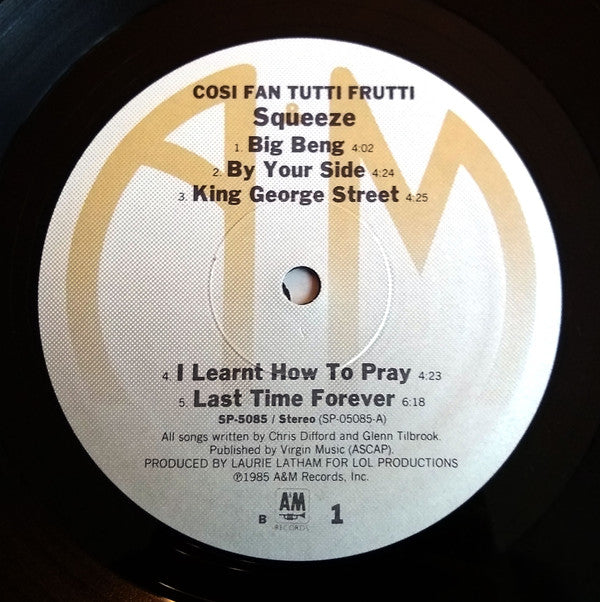 COSI FAN TUTTI FRUTTI
Squeeze
1. Big Beng 4:02
2. By Your Side 4:24
3. King George Street 4:25
4. I Learnt How To Pray 4:23
5. Last Time Forever 6:18
SP-5085 / Stereo (SP-05085-A)
All songs written by Chris Difford and Glenn Tilbrook.
Published by Virgin Music (ASCAP).
PRODUCED BY LAURIE LATHAM FOR LOL PRODUCTIONS
℗1985 A&M Records, Inc.
A&M
RECORDS
B 1